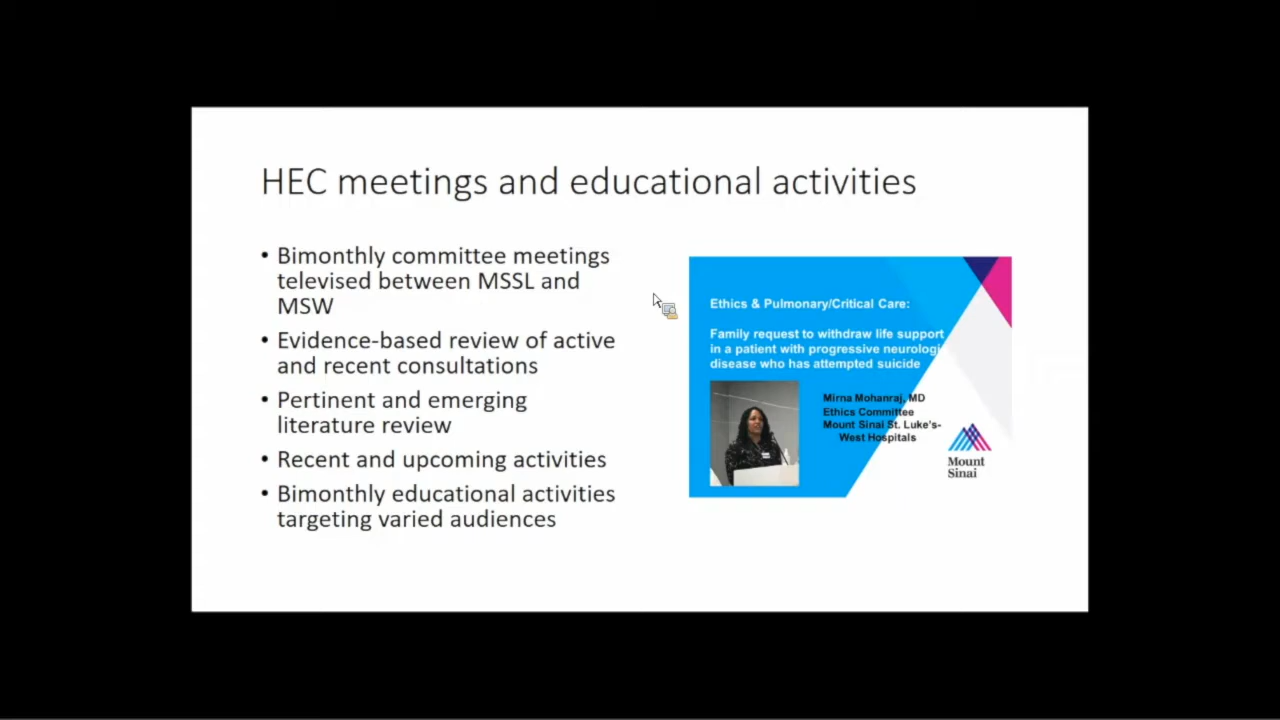 HEC meetings and educational activities
• Bimonthly committee meetings
televised between MSSL and
MSW
• Evidence-based review of active
and recent consultations
• Pertinent and emerging
literature review
• Recent and upcoming activities
• Bimonthly educational activities
targeting varied audiences
Ethics & Pulmonary/Critical Care:
Family request to withdraw life support
in a patient with progressive neurologi
disease who has attempted suicide
Mirna Mohanraj, MD
Ethics Committee
Mount Sinai St. Luke's-
West Hospitals
Mount
Sinai